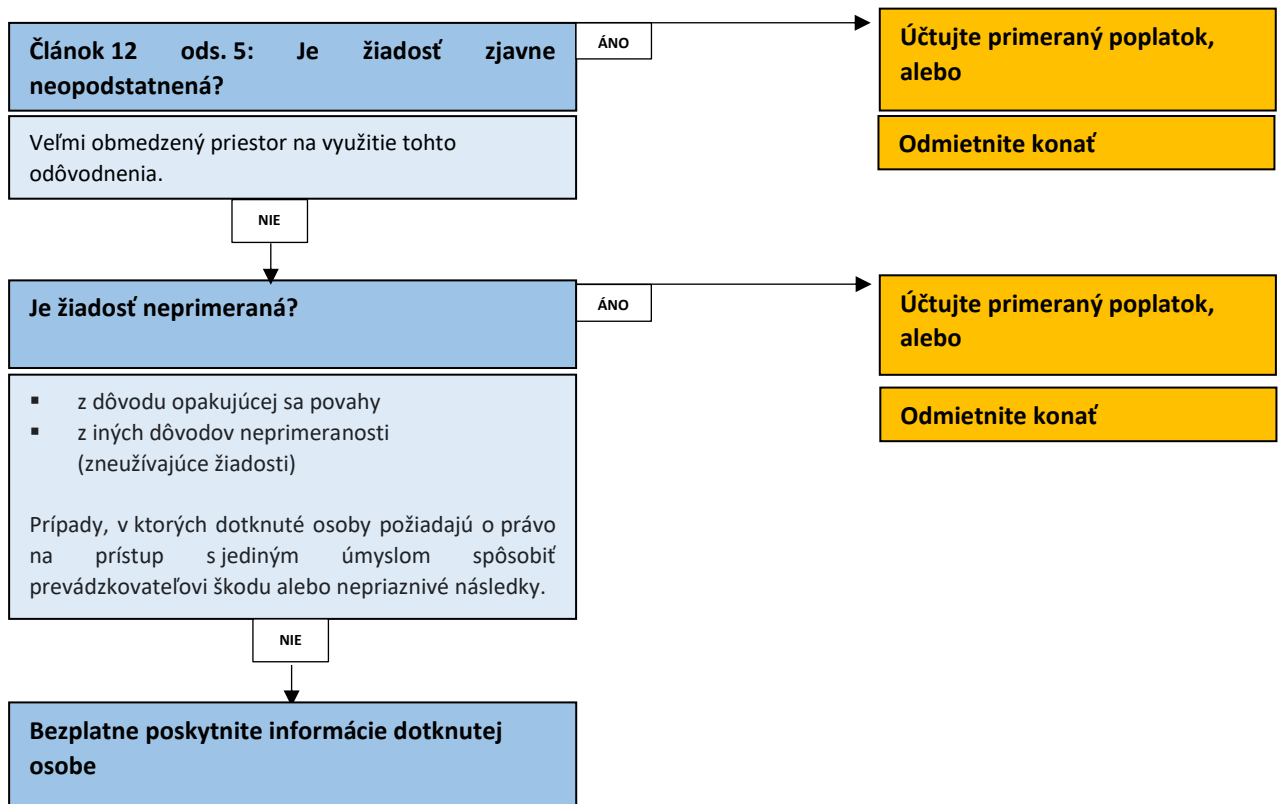 Článok 12 ods. 5: Je žiadosť zjavne
neopodstatnená?
ÁNO
Účtujte primeraný poplatok,
alebo
Veľmi obmedzený priestor na využitie tohto
odôvodnenia.
Odmietnite konať
NIE
Je žiadosť neprimeraná?
ÁNO
Účtujte primeraný poplatok,
alebo
▪ z dôvodu opakujúcej sa povahy
▪ z iných dôvodov neprimeranosti
(zneužívajúce žiadosti)
Odmietnite konať
Prípady, v ktorých dotknuté osoby požiadajú o právo
na prístup s jediným úmyslom spôsobiť
prevádzkovateľovi škodu alebo nepriaznivé následky.
NIE
Bezplatne poskytnite informácie dotknutej
osobe